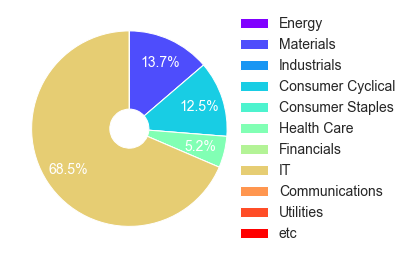 13.7%
12.5%
5.2%
68.5%
Energy
Materials
Industrials
Consumer Cyclical
Consumer Staples
Health Care
Financials
IT
Communications
Utilities
etc